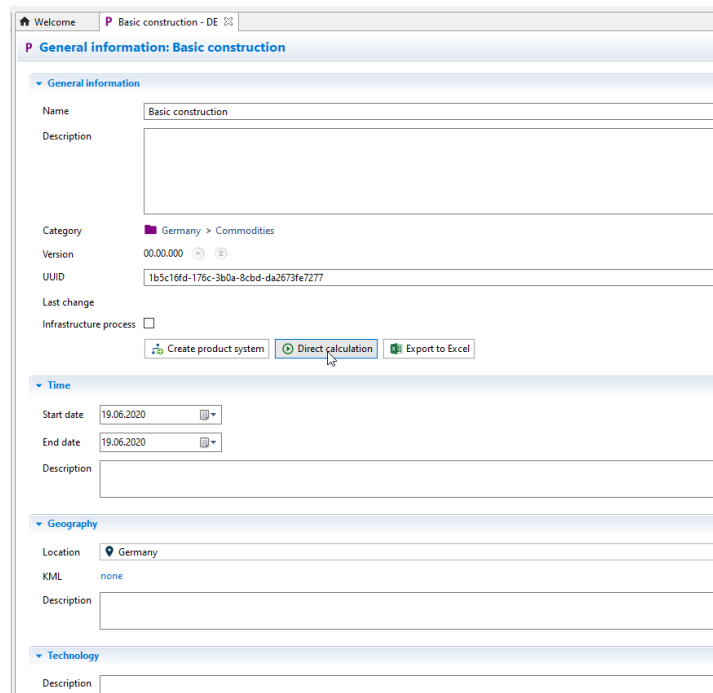 Welcome
P Basic construction - DE
P General information: Basic construction
General information
Name Basic construction
Description
Category Germany > Commodities
Version 00.00.000
UUID 1b5c16fd-176c-3b0a-8cbd-da2673fe7277
Last change
Infrastructure process
Create product system Direct calculation Export to Excel
Time
Start date 19.06.2020
End date 19.06.2020
Description
Geography
Location Germany
KML none
Description
Technology
Description